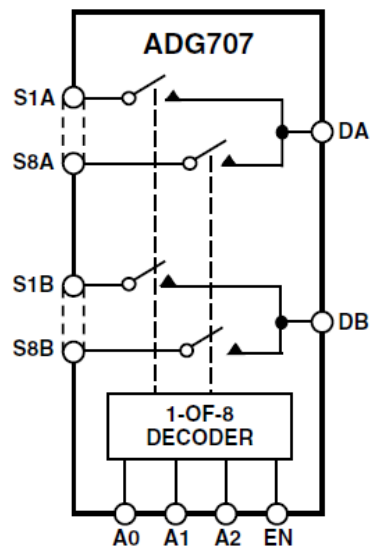 ADG707
S1A
DA
S8A
S1B
DB
S8B
1-OF-8
DECODER
A0 A1 A2 EN